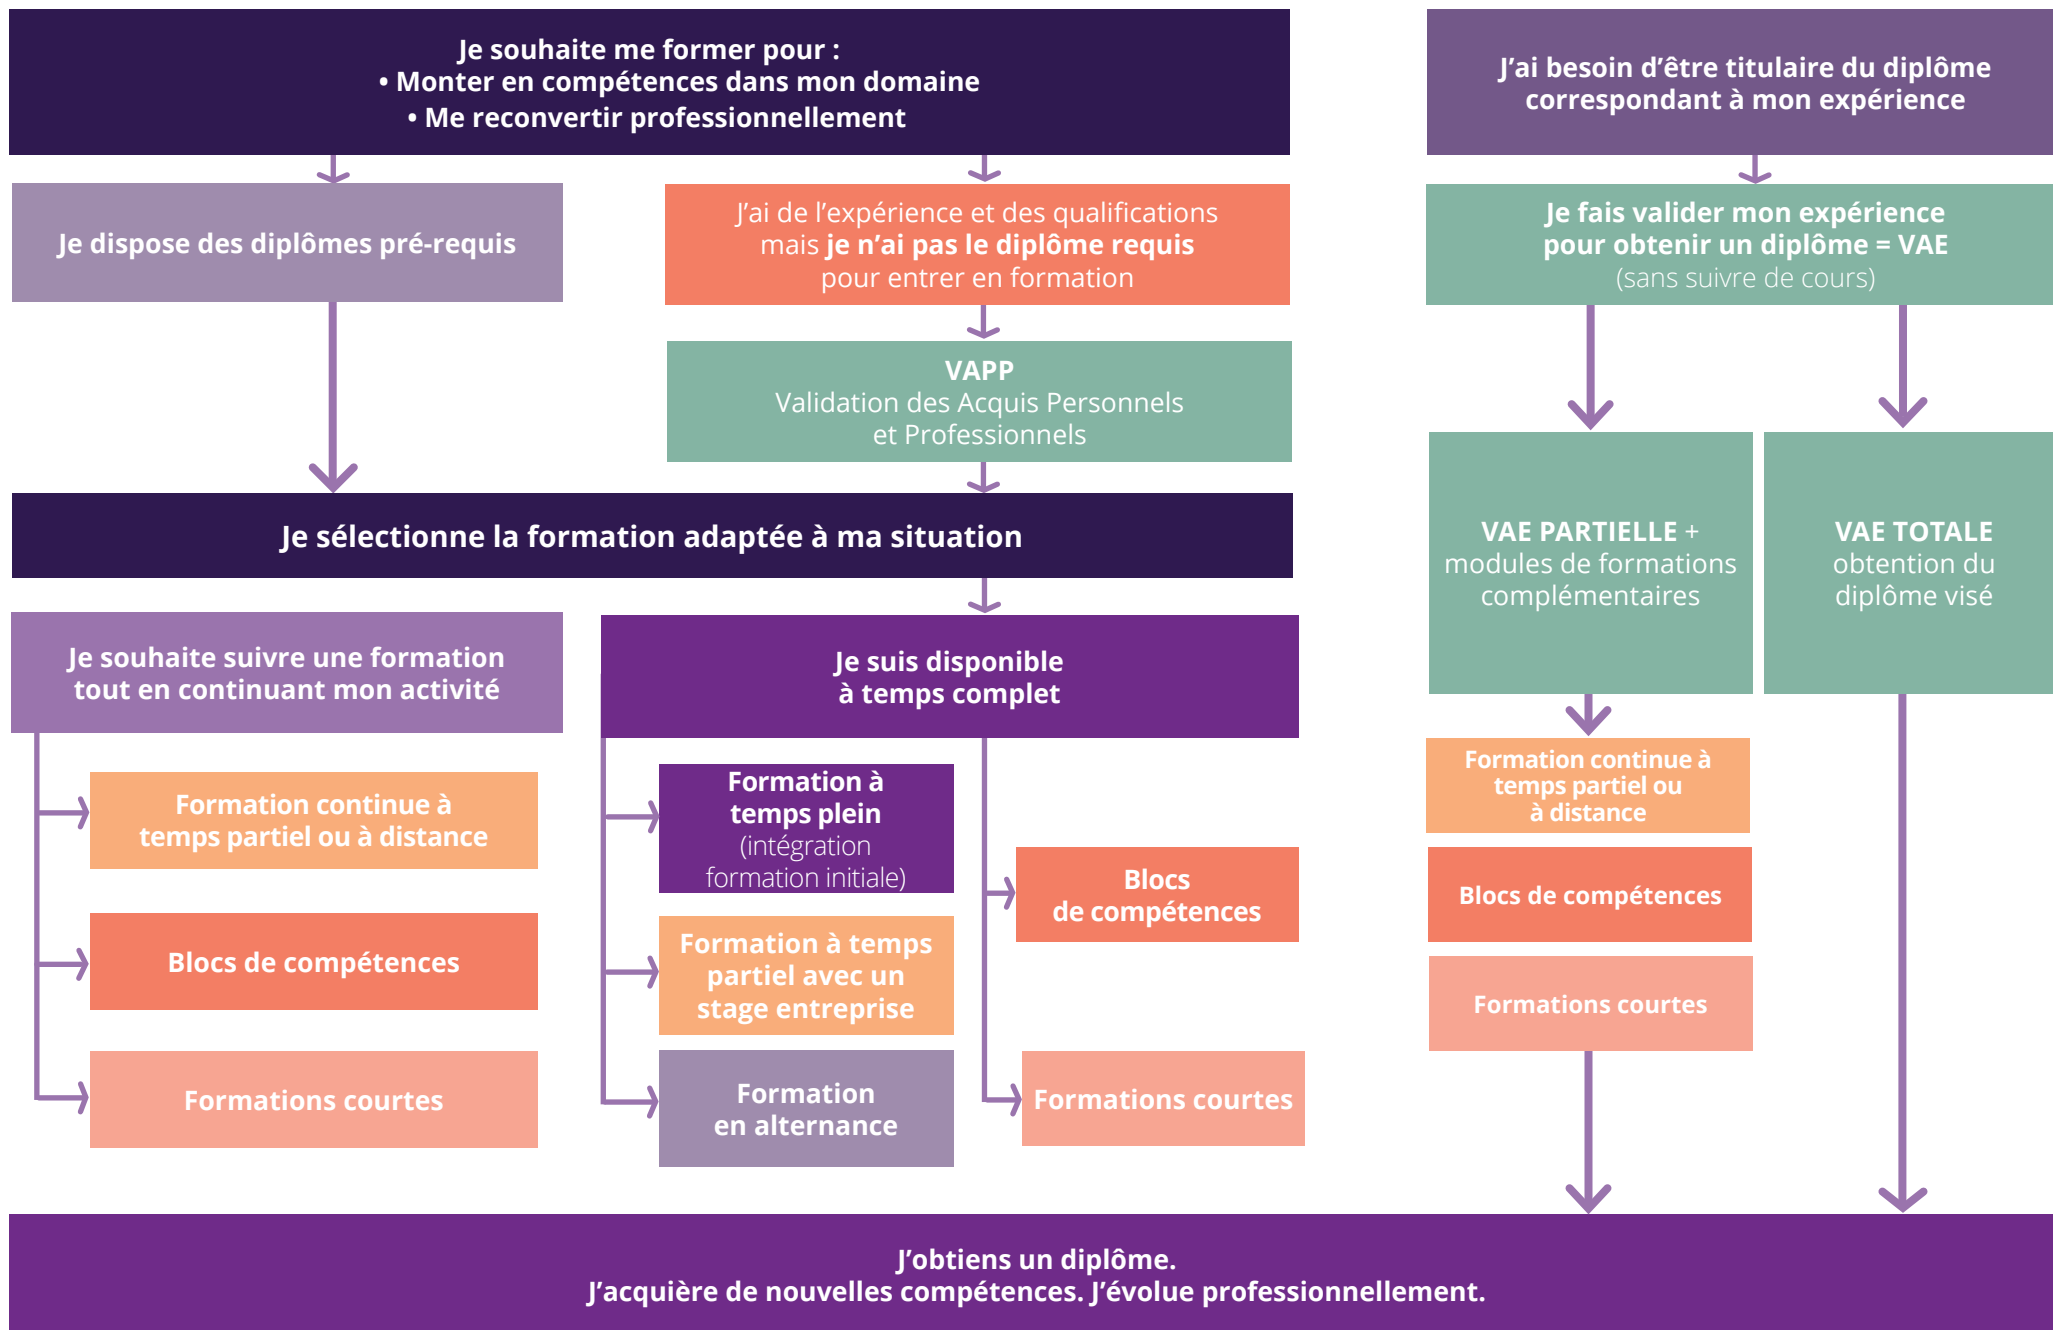 Je souhaite me former pour :
• Monter en compétences dans mon domaine
• Me reconvertir professionnellement
J’ai besoin d’être titulaire du diplôme
correspondant à mon expérience
Je dispose des diplômes pré-requis
J’ai de l’expérience et des qualifications
mais je n’ai pas le diplôme requis
pour entrer en formation
Je fais valider mon expérience
pour obtenir un diplôme = VAE
(sans suivre de cours)
VAPP
Validation des Acquis Personnels
et Professionnels
Je sélectionne la formation adaptée à ma situation
VAE PARTIELLE +
modules de formations
complémentaires
VAE TOTALE
obtention du
diplôme visé
Je souhaite suivre une formation
tout en continuant mon activité
Je suis disponible
à temps complet
Formation continue à
temps partiel ou à distance
Blocs de compétences
Formations courtes
Formation à
temps plein
(intégration
formation initiale)
Formation à temps
partiel avec un
stage entreprise
Formation
en alternance
Blocs
de compétences
Formations courtes
Formation continue à
temps partiel ou
à distance
Blocs de compétences
Formations courtes
J’obtiens un diplôme.
J’acquière de nouvelles compétences. J’évolue professionnellement.